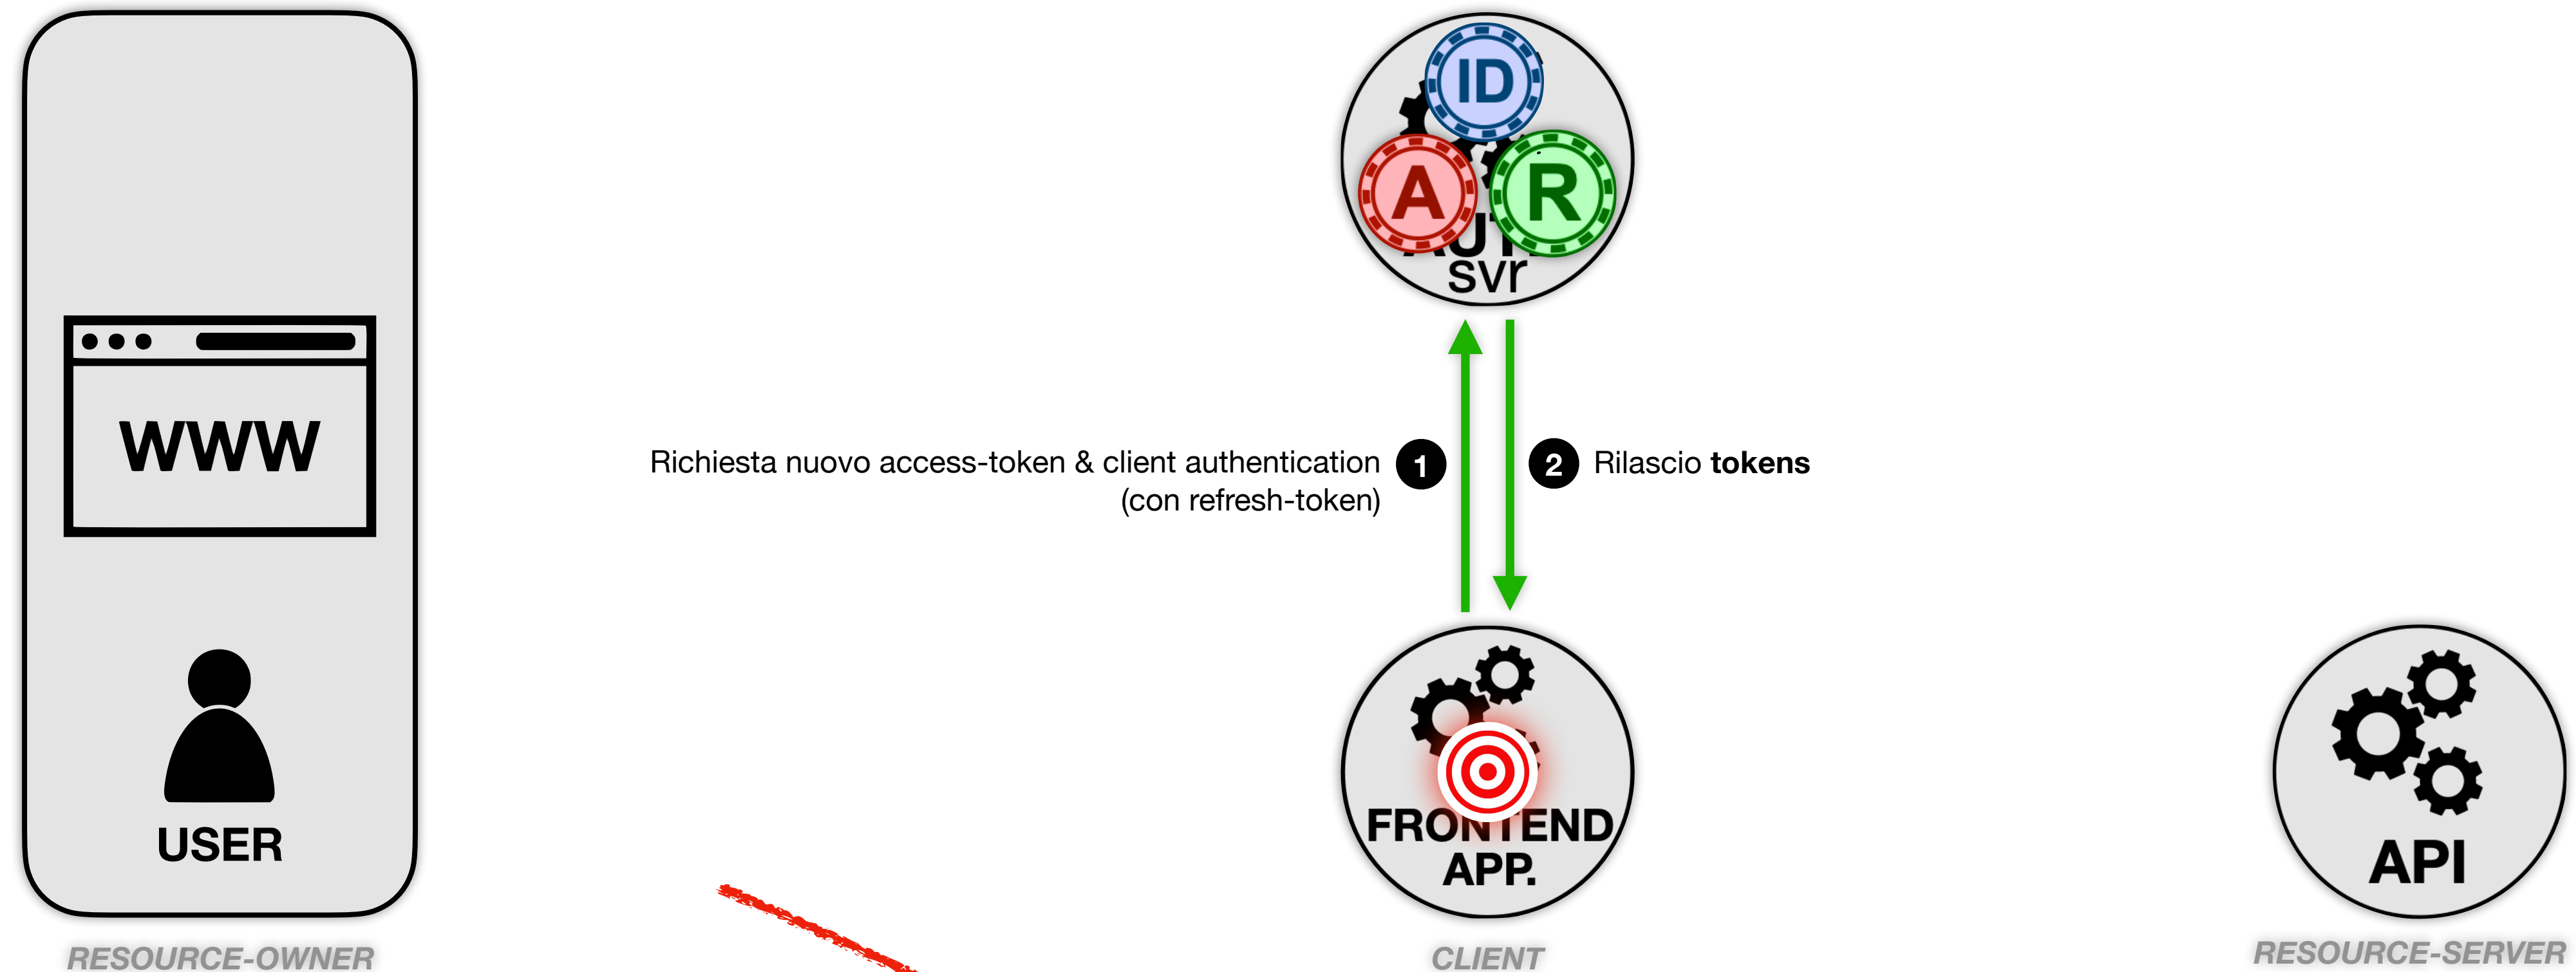 ID
A
R
svr
WWW
Richiesta nuovo access-token & client authentication
(con refresh-token)
1
2
Rilascio tokens
USER
FRONTEND
APP.
API
RESOURCE-OWNER
CLIENT
RESOURCE-SERVER